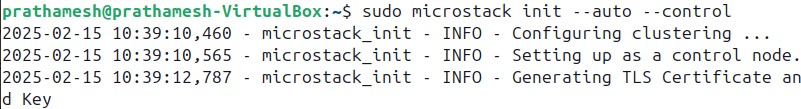 prathamesh@prathamesh-VirtualBox:~$ sudo microstack init --auto --control
2025-02-15 10:39:10,460 - microstack_init - INFO - Configuring clustering ...
2025-02-15 10:39:10,565 - microstack_init - INFO - Setting up as a control node.
2025-02-15 10:39:12,787 - microstack_init - INFO - Generating TLS Certificate an
d Key